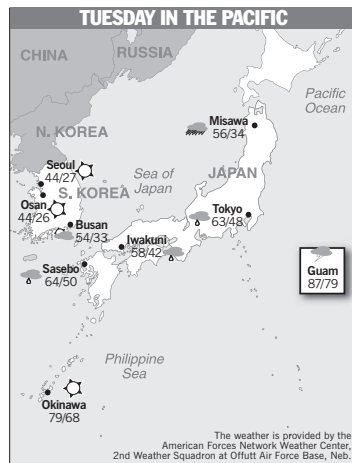 TUESDAY IN THE PACIFIC
CHINA
RUSSIA
Pacific
Ocean
N. KOREA
Misawa
56/34
Seoul
44/27
Sea of
Japan
JAPAN
S. KOREA
Osan
44/26
Tokyo
63/48
Busan
54/33
Iwakuni
58/42
Sasebo
64/50
Guam
87/79
Philippine
Sea
Okinawa
79/68
The weather is provided by the
American Forces Network Weather Center,
2nd Weather Squadron at Offutt Air Force Base, Neb.